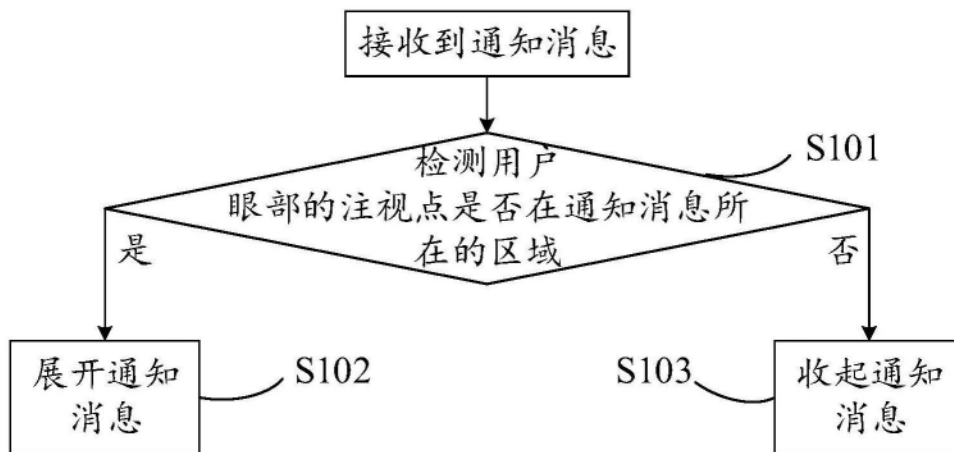 接收到通知消息
检测用户
眼部的注视点是否在通知消息所
在的区域
S101
是
否
展开通知
消息
S102
S103
收起通知
消息